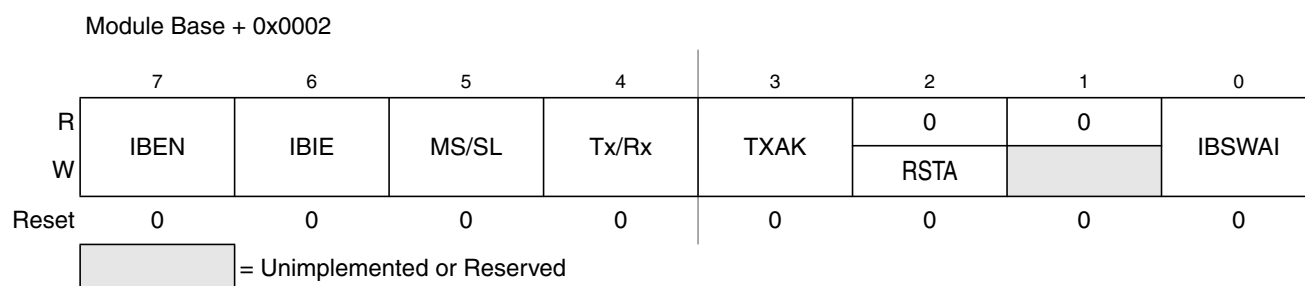 Module Base + 0x0002
7 6 5 4 3 2 1 0
R IBEN IBIE MS/SL Tx/Rx TXAK 0 0 IBSWAI
W RSTA
Reset 0 0 0 0 0 0 0 0
= Unimplemented or Reserved